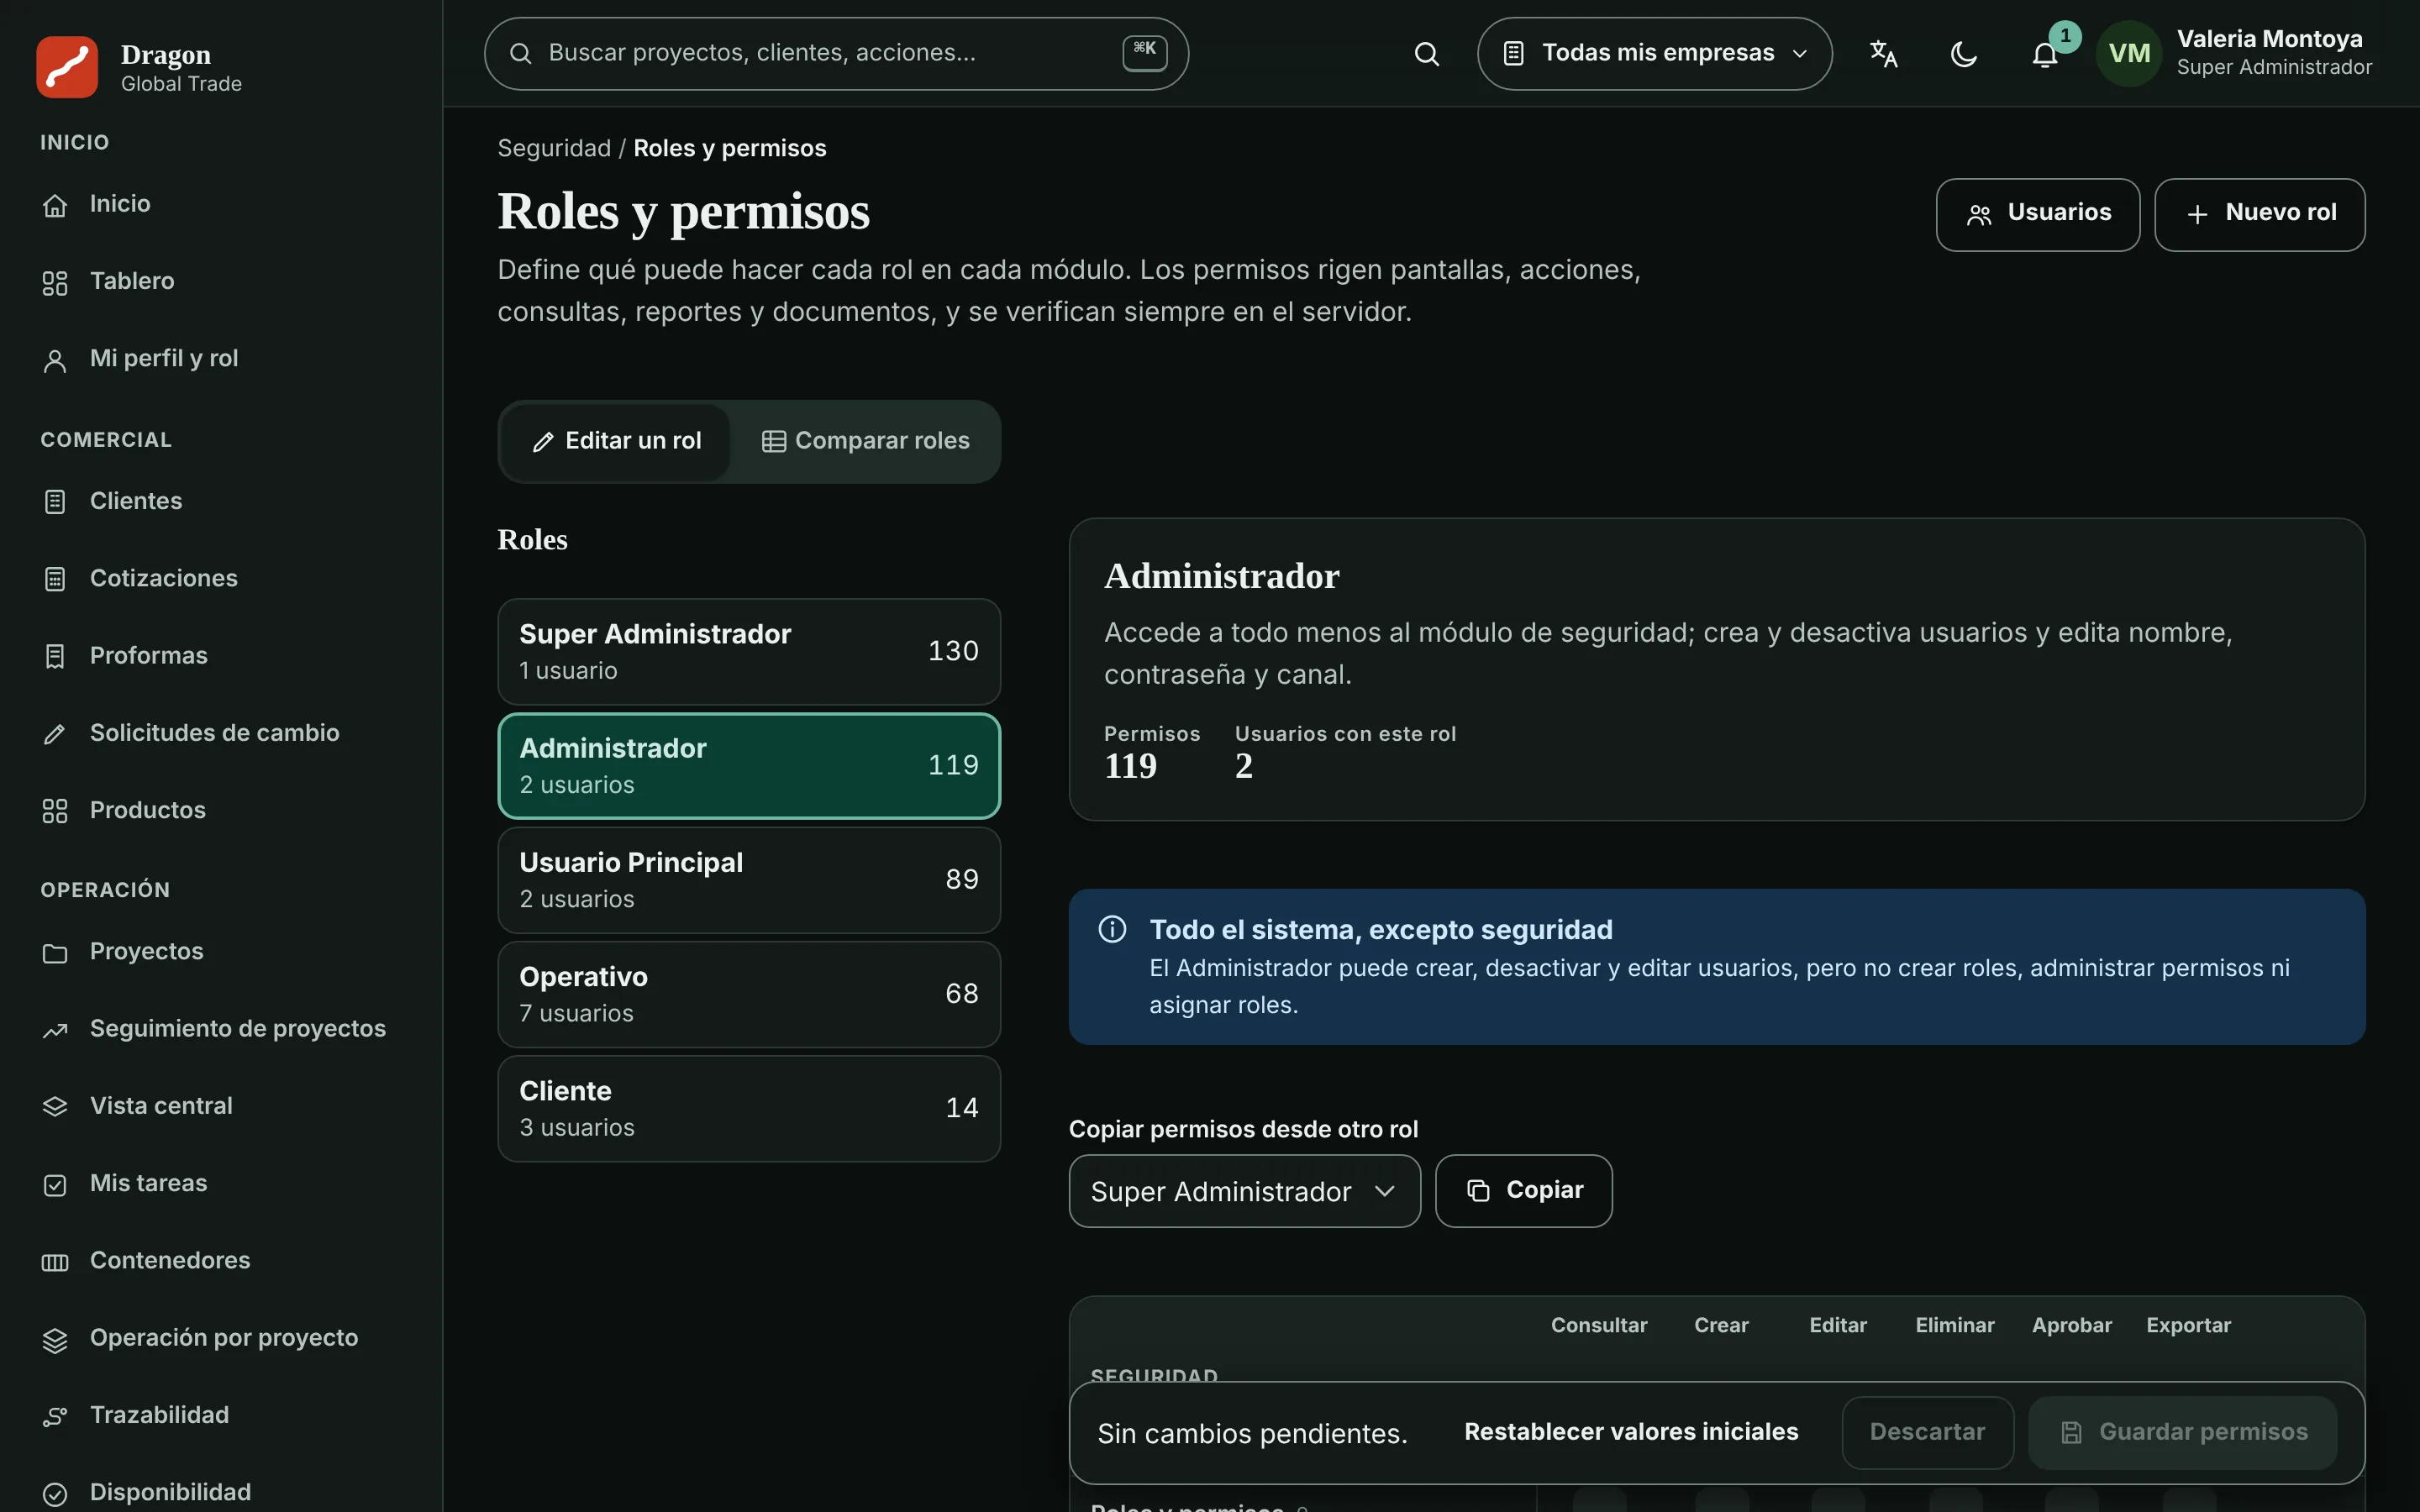 Dragon
Global Trade
INICIO
Inicio
Tablero
Mi perfil y rol
COMERCIAL
Clientes
Cotizaciones
Proformas
Solicitudes de cambio
Productos
OPERACIÓN
Proyectos
Seguimiento de proyectos
Vista central
Mis tareas
Contenedores
Operación por proyecto
Trazabilidad
Disponibilidad
Buscar proyectos, clientes, acciones...
⌘K
Todas mis empresas
1
VM
Valeria Montoya
Super Administrador
Seguridad / Roles y permisos
Roles y permisos
Define qué puede hacer cada rol en cada módulo. Los permisos rigen pantallas, acciones,
consultas, reportes y documentos, y se verifican siempre en el servidor.
Usuarios
Nuevo rol
Editar un rol
Comparar roles
Roles
Super Administrador
1 usuario
130
Administrador
2 usuarios
119
Usuario Principal
2 usuarios
89
Operativo
7 usuarios
68
Cliente
3 usuarios
14
Administrador
Accede a todo menos al módulo de seguridad; crea y desactiva usuarios y edita nombre,
contraseña y canal.
Permisos
119
Usuarios con este rol
2
Todo el sistema, excepto seguridad
El Administrador puede crear, desactivar y editar usuarios, pero no crear roles, administrar permisos ni
asignar roles.
Copiar permisos desde otro rol
Super Administrador
Copiar
Consultar Crear Editar Eliminar Aprobar Exportar
SEGURIDAD
Sin cambios pendientes.
Restablecer valores iniciales
Descartar
Guardar permisos
Roles y permisos